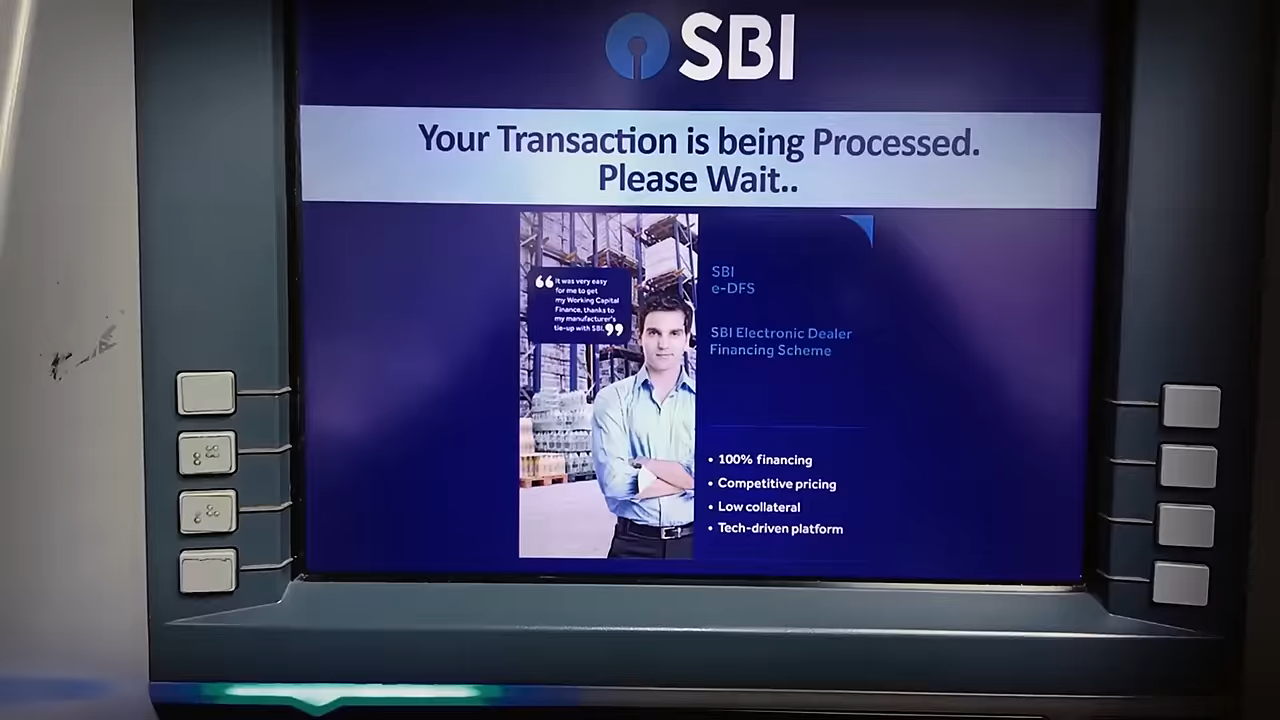 SBI
Your Transaction is being Processed.
Please Wait..
“It was very easy
for me to get
my Working Capital
Finance, thanks to
my manufacturer's
tie-up with SBI.”
SBI
e-DFS
SBI Electronic Dealer
Financing Scheme
• 100% financing
• Competitive pricing
• Low collateral
• Tech-driven platform